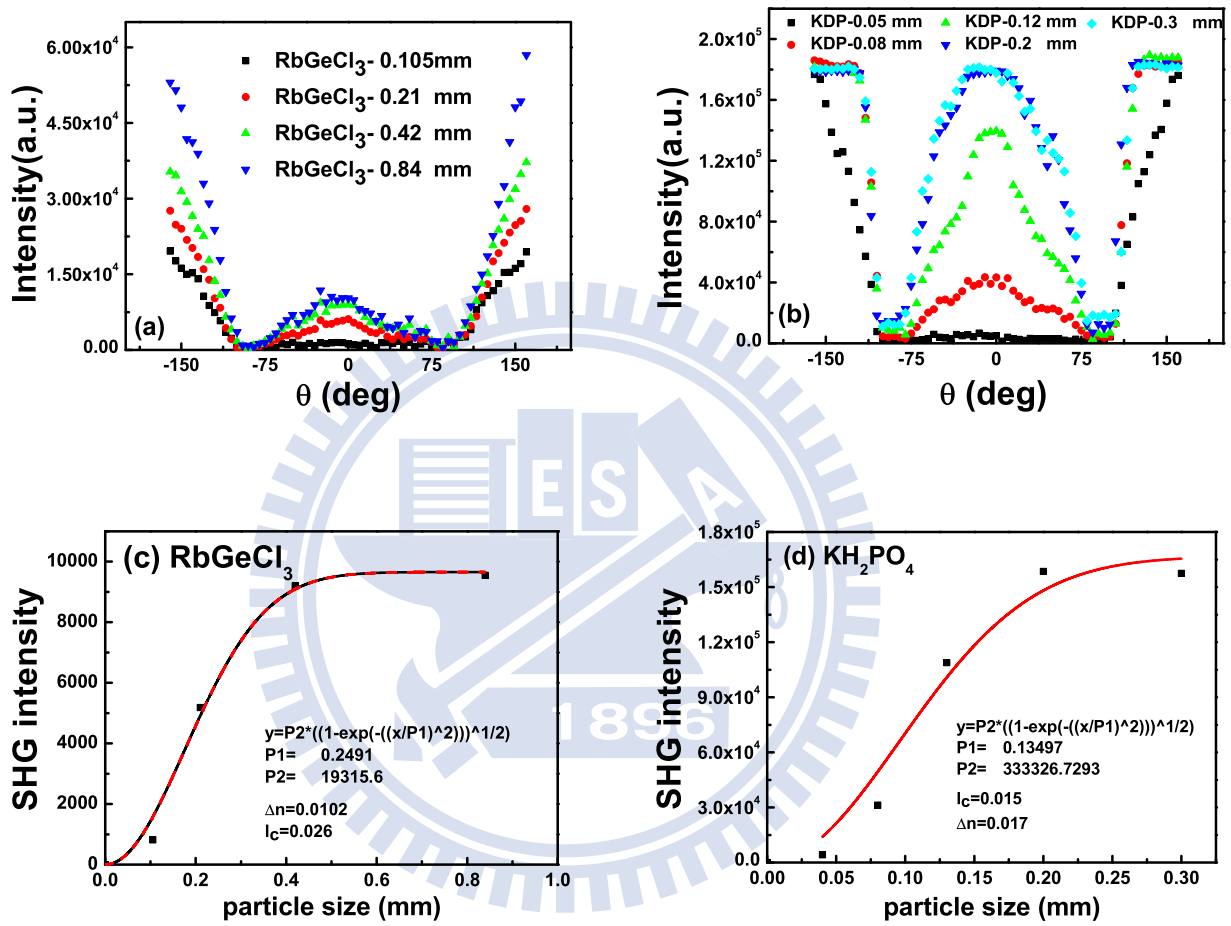 6.00x10^4
4.50x10^4
3.00x10^4
1.50x10^4
0.00
Intensity(a.u.)
RbGeCl3- 0.105mm
RbGeCl3- 0.21 mm
RbGeCl3- 0.42 mm
RbGeCl3- 0.84 mm
(a)
-150 -75 0 75 150
θ (deg)
KDP-0.05 mm KDP-0.12 mm KDP-0.3 mm
KDP-0.08 mm KDP-0.2 mm
2.0x10^5
1.6x10^5
1.2x10^5
8.0x10^4
4.0x10^4
0.0
Intensity(a.u.)
(b)
-150 -75 0 75 150
θ (deg)
E S A
1896
(c) RbGeCl3
10000
8000
6000
4000
2000
0
SHG intensity
y=P2*((1-exp(-((x/P1)^2)))^1/2)
P1= 0.2491
P2= 19315.6
Δn=0.0102
lC=0.026
0.0 0.2 0.4 0.6 0.8 1.0
particle size (mm)
(d) KH2PO4
1.8x10^5
1.5x10^5
1.2x10^5
9.0x10^4
6.0x10^4
3.0x10^4
0.0
SHG intensity
y=P2*((1-exp(-((x/P1)^2)))^1/2)
P1= 0.13497
P2= 333326.7293
lC=0.015
Δn=0.017
0.00 0.05 0.10 0.15 0.20 0.25 0.30
particle size (mm)